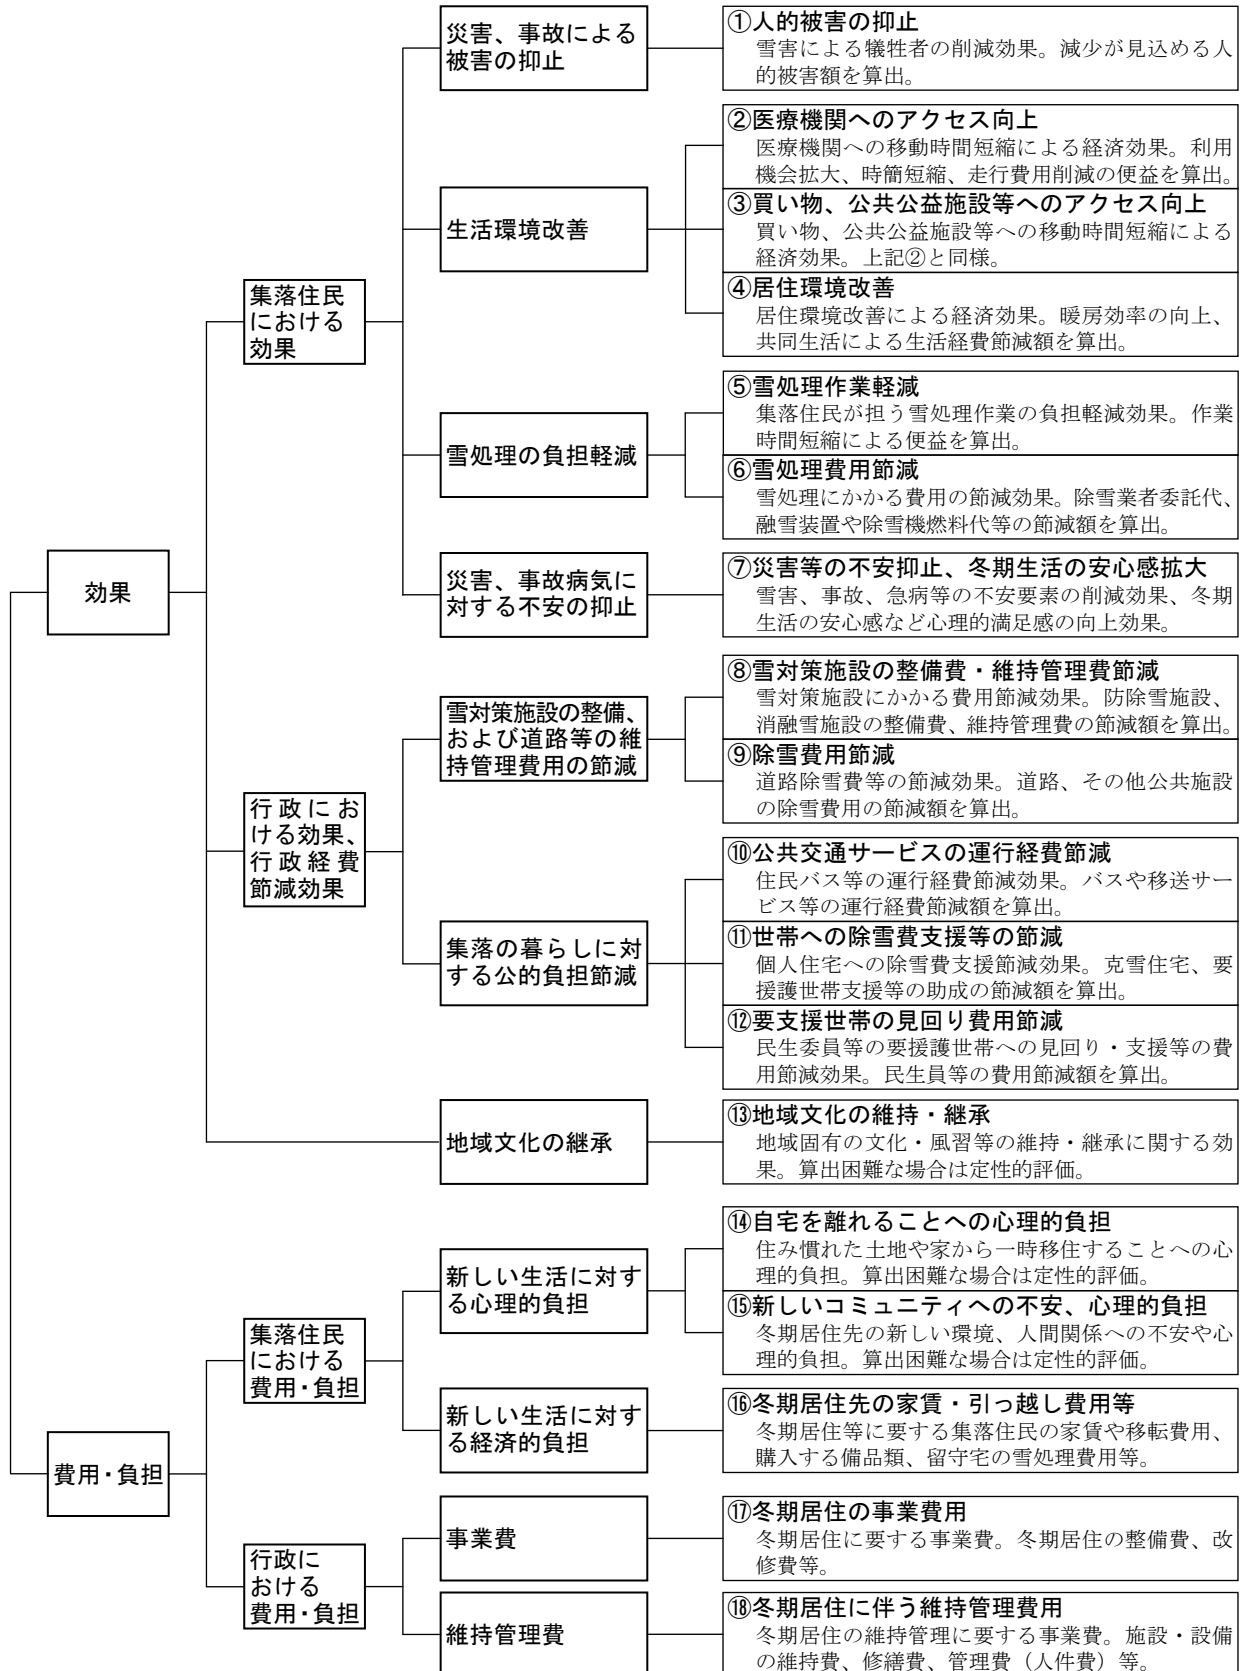 災害、事故による
被害の抑止
①人的被害の抑止
雪害による犠牲者の削減効果。減少が見込める人
的被害額を算出。
②医療機関へのアクセス向上
医療機関への移動時間短縮による経済効果。利用
機会拡大、時簡短縮、走行費用削減の便益を算出。
生活環境改善
③買い物、公共公益施設等へのアクセス向上
買い物、公共公益施設等への移動時間短縮による
経済効果。上記②と同様。
④居住環境改善
居住環境改善による経済効果。暖房効率の向上、
共同生活による生活経費節減額を算出。
集落住民
における
効果
⑤雪処理作業軽減
集落住民が担う雪処理作業の負担軽減効果。作業
時間短縮による便益を算出。
雪処理の負担軽減
⑥雪処理費用節減
雪処理にかかる費用の節減効果。除雪業者委託代、
融雪装置や除雪機燃料代等の節減額を算出。
効果
災害、事故病気に
対する不安の抑止
⑦災害等の不安抑止、冬期生活の安心感拡大
雪害、事故、急病等の不安要素の削減効果、冬期
生活の安心感など心理的満足感の向上効果。
雪対策施設の整備、
および道路等の維
持管理費用の節減
⑧雪対策施設の整備費・維持管理費節減
雪対策施設にかかる費用節減効果。防除雪施設、
消融雪施設の整備費、維持管理費の節減額を算出。
⑨除雪費用節減
道路除雪費等の節減効果。道路、その他公共施設
の除雪費用の節減額を算出。
行政にお
ける効果、
行政経費
節減効果
⑩公共交通サービスの運行経費節減
住民バス等の運行経費節減効果。バスや移送サー
ビス等の運行経費節減額を算出。
集落の暮らしに対
する公的負担節減
⑪世帯への除雪費支援等の節減
個人住宅への除雪費支援節減効果。克雪住宅、要
援護世帯支援等の助成の節減額を算出。
⑫要支援世帯の見回り費用節減
民生委員等の要援護世帯への見回り・支援等の費
用節減効果。民生員等の費用節減額を算出。
地域文化の継承
⑬地域文化の維持・継承
地域固有の文化・風習等の維持・継承に関する効
果。算出困難な場合は定性的評価。
新しい生活に対す
る心理的負担
⑭自宅を離れることへの心理的負担
住み慣れた土地や家から一時移住することへの心
理的負担。算出困難な場合は定性的評価。
⑮新しいコミュニティへの不安、心理的負担
冬期居住先の新しい環境、人間関係への不安や心
理的負担。算出困難な場合は定性的評価。
集落住民
における
費用・負担
新しい生活に対す
る経済的負担
⑯冬期居住先の家賃・引っ越し費用等
冬期居住等に要する集落住民の家賃や移転費用、
購入する備品類、留守宅の雪処理費用等。
費用・負担
事業費
⑰冬期居住の事業費用
冬期居住に要する事業費。冬期居住の整備費、改
修費等。
行政に
おける
費用・負担
維持管理費
⑱冬期居住に伴う維持管理費用
冬期居住の維持管理に要する事業費。施設・設備
の維持費、修繕費、管理費（人件費）等。